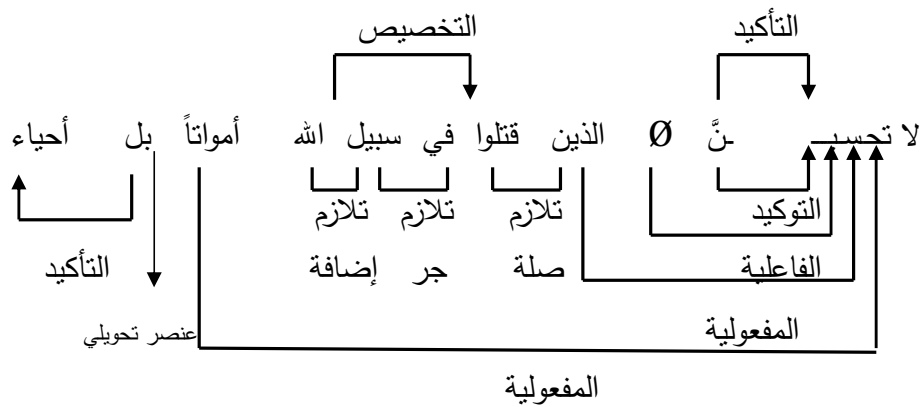 التأكيد التخصيص
لا تحسبـ ـنَّ Ø الذين قتلوا في سبيل الله أمواتاً بل أحياء
التوكيد تلازم تلازم تلازم
الفاعلية صلة جر إضافة التأكيد
المفعولية عنصر تحويلي
المفعولية